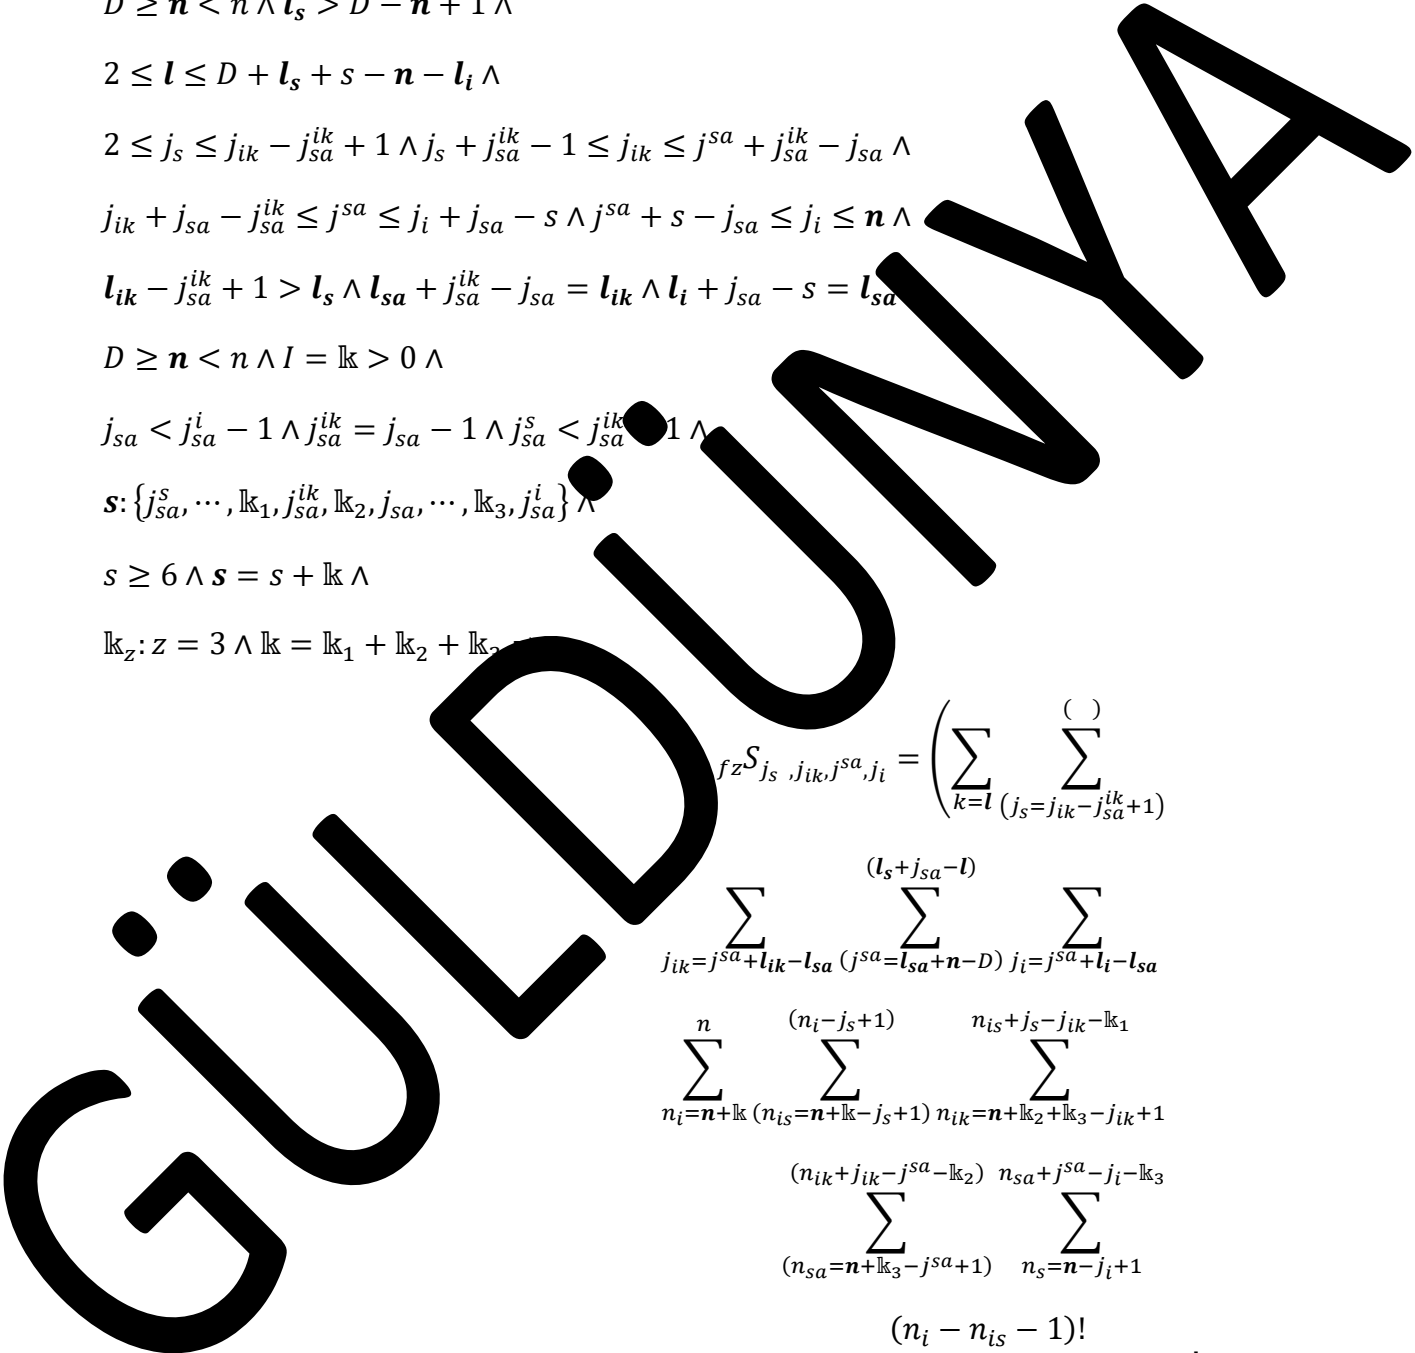 D ≥ n < n ∧ l_s > D − n + 1 ∧
2 ≤ l ≤ D + l_s + s − n − l_i ∧
2 ≤ j_s ≤ j_{ik} − j_{sa}^{ik} + 1 ∧ j_s + j_{sa}^{ik} − 1 ≤ j_{ik} ≤ j^{sa} + j_{sa}^{ik} − j_{sa} ∧
j_{ik} + j_{sa} − j_{sa}^{ik} ≤ j^{sa} ≤ j_i + j_{sa} − s ∧ j^{sa} + s − j_{sa} ≤ j_i ≤ n ∧
l_{ik} − j_{sa}^{ik} + 1 > l_s ∧ l_{sa} + j_{sa}^{ik} − j_{sa} = l_{ik} ∧ l_i + j_{sa} − s = l_{sa}
D ≥ n < n ∧ I = 𝕜 > 0 ∧
j_{sa} < j_{sa}^i − 1 ∧ j_{sa}^{ik} = j_{sa} − 1 ∧ j_{sa}^s < j_{sa}^{ik} 1 ∧
s: {j_{sa}^s, ⋯, 𝕜_1, j_{sa}^{ik}, 𝕜_2, j_{sa}, ⋯, 𝕜_3, j_{sa}^i} ∧
s ≥ 6 ∧ s = s + 𝕜 ∧
𝕜_z: z = 3 ∧ 𝕜 = 𝕜_1 + 𝕜_2 + 𝕜_3
_{fz}S_{j_s ,j_{ik},j^{sa},j_i} = ( ∑_{k=l} ∑_{(j_s=j_{ik}−j_{sa}^{ik}+1)}^{( )}
∑_{j_{ik}=j^{sa}+l_{ik}−l_{sa}} ∑_{(j^{sa}=l_{sa}+n−D)}^{(l_s+j_{sa}−l)} ∑_{j_i=j^{sa}+l_i−l_{sa}}
∑_{n_i=n+𝕜}^{n} ∑_{(n_{is}=n+𝕜−j_s+1)}^{(n_i−j_s+1)} ∑_{n_{ik}=n+𝕜_2+𝕜_3−j_{ik}+1}^{n_{is}+j_s−j_{ik}−𝕜_1}
∑_{(n_{sa}=n+𝕜_3−j^{sa}+1)}^{(n_{ik}+j_{ik}−j^{sa}−𝕜_2)} ∑_{n_s=n−j_i+1}^{n_{sa}+j^{sa}−j_i−𝕜_3}
(n_i − n_{is} − 1)!
GÜLDÜNYA